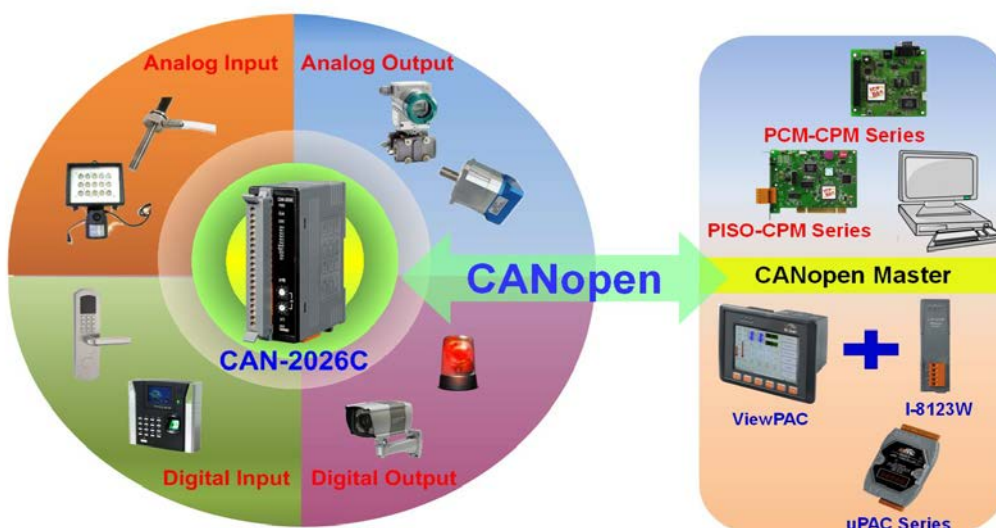 Analog Input
Analog Output
CAN-2026C
Digital Input
Digital Output
CANopen
PCM-CPM Series
PISO-CPM Series
CANopen Master
ViewPAC
I-8123W
µPAC Series